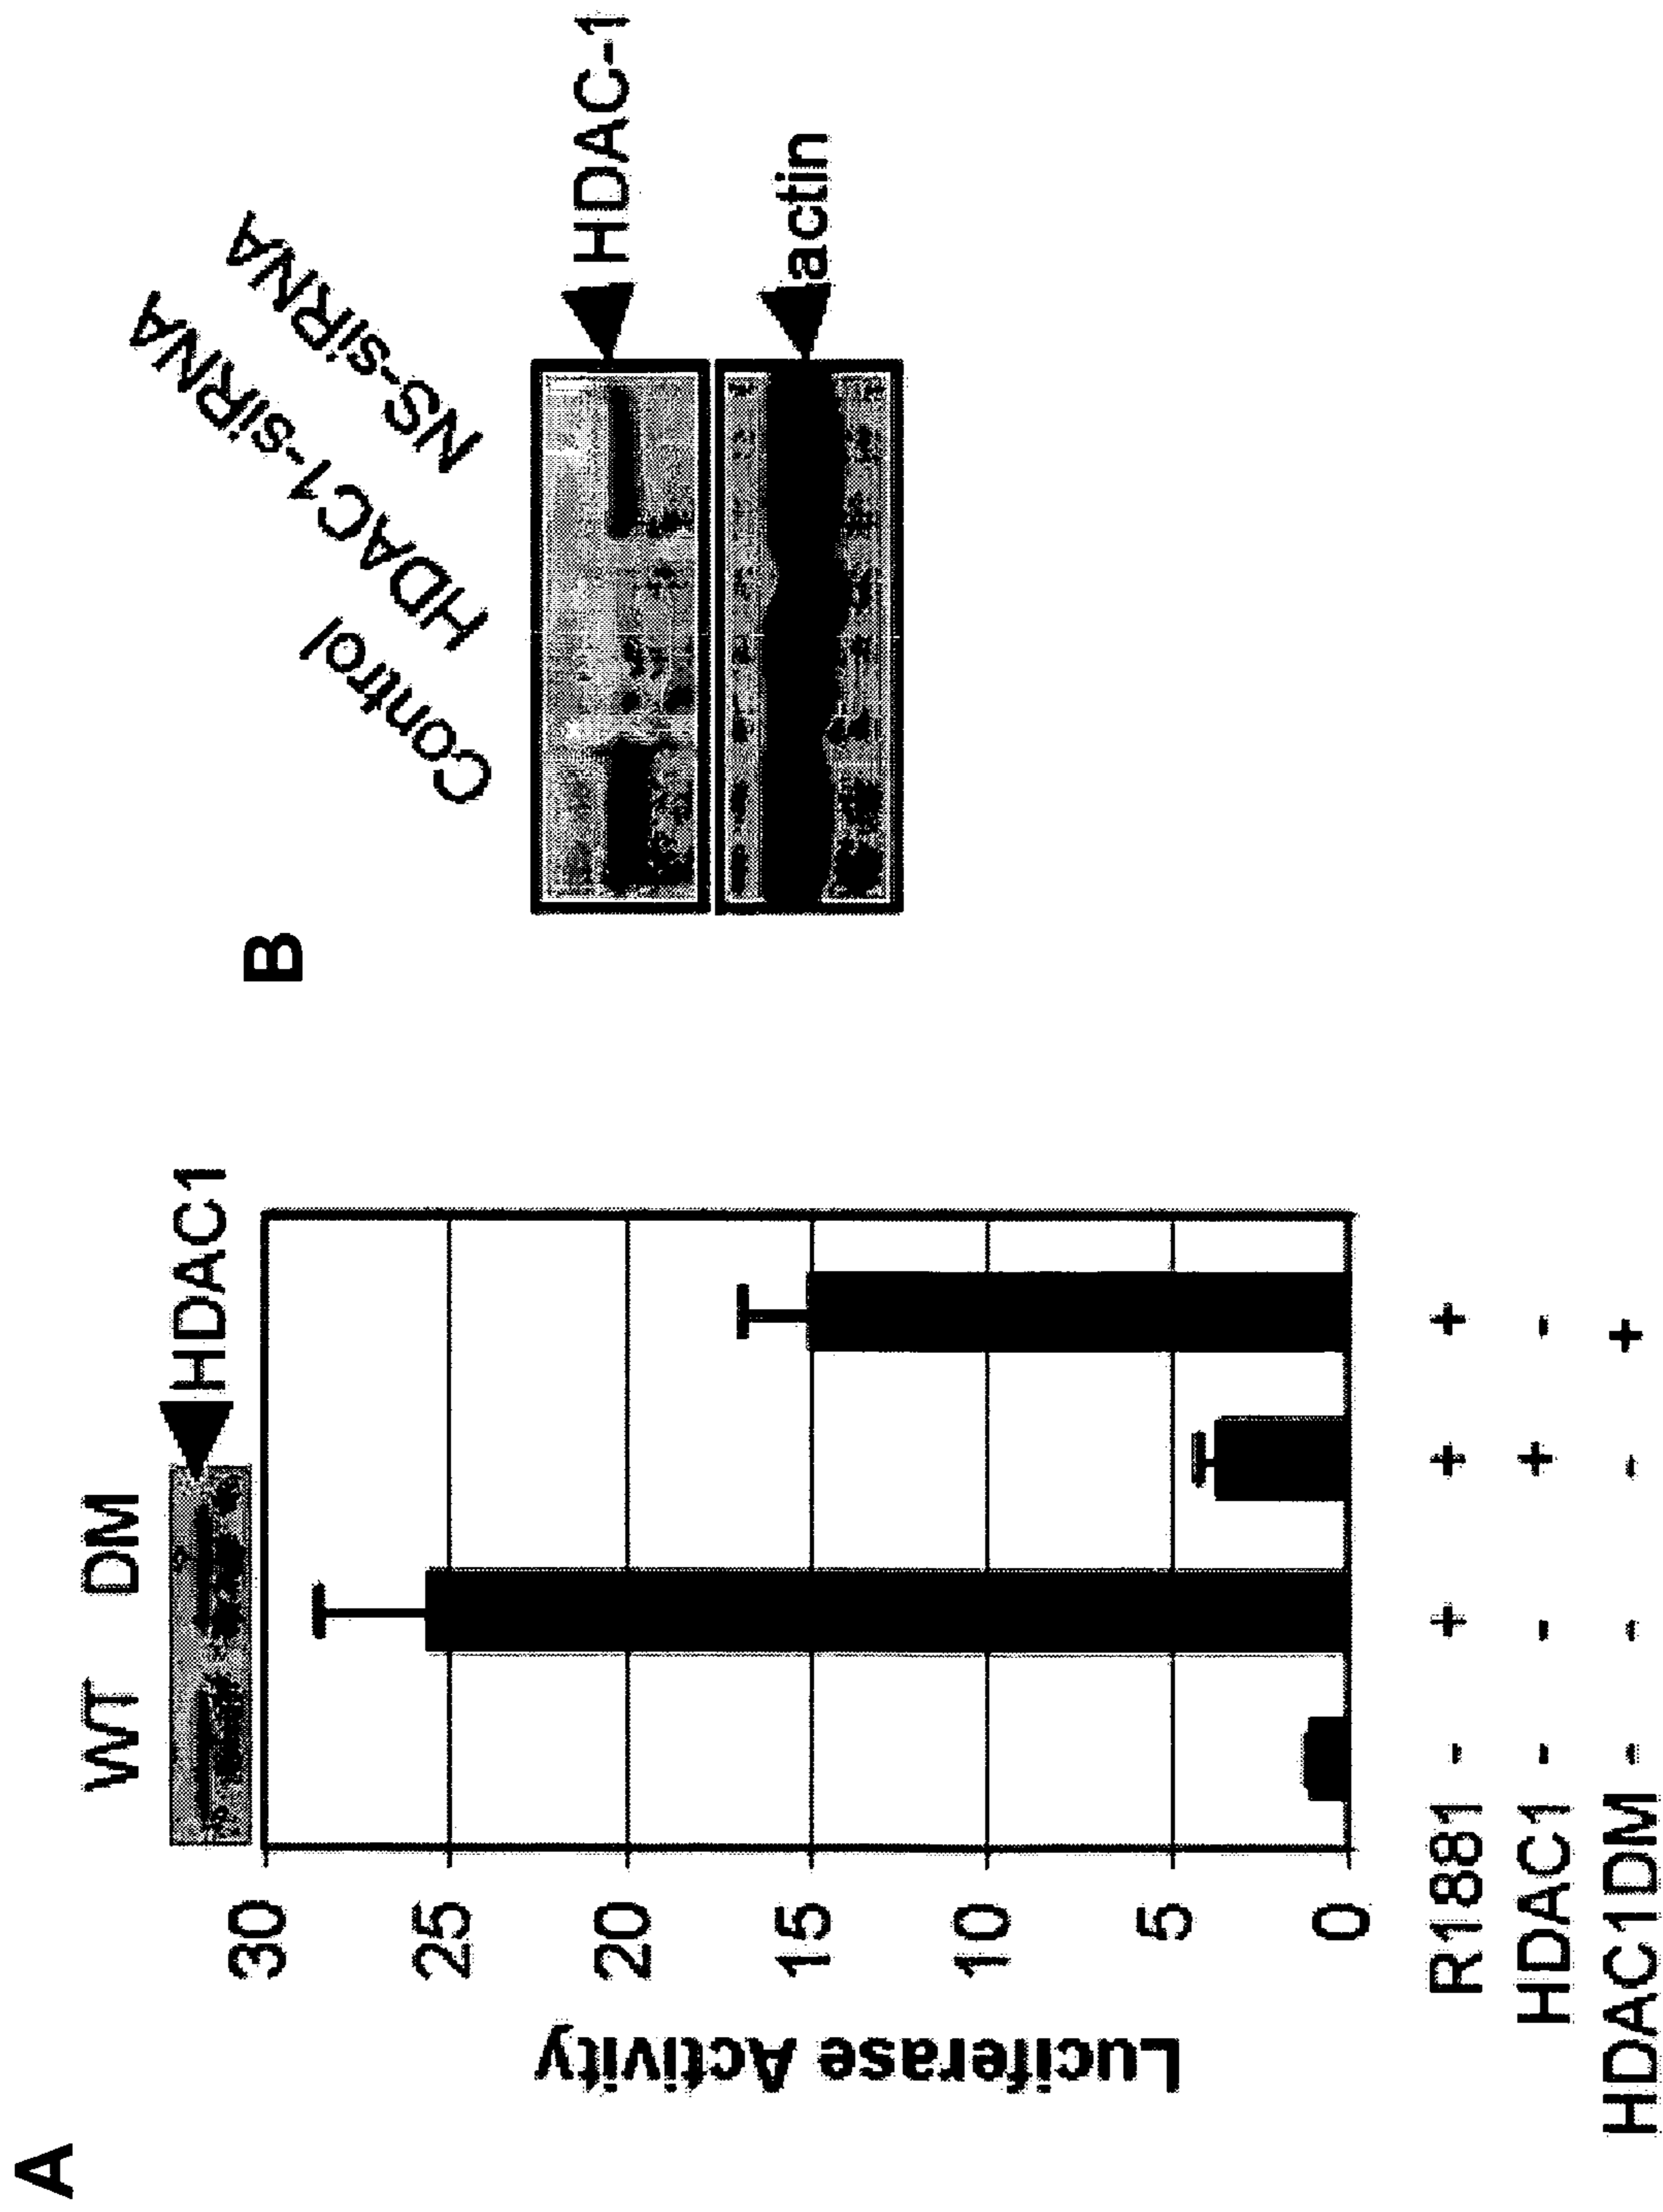 A
WT DM
HDAC1
30
25
20
15
10
5
0
Luciferase Activity
R1881 - + + +
HDAC1 - - + -
HDAC1DM - - - +
B
Control
HDAC1-siRNA
NS-siRNA
HDAC-1
actin